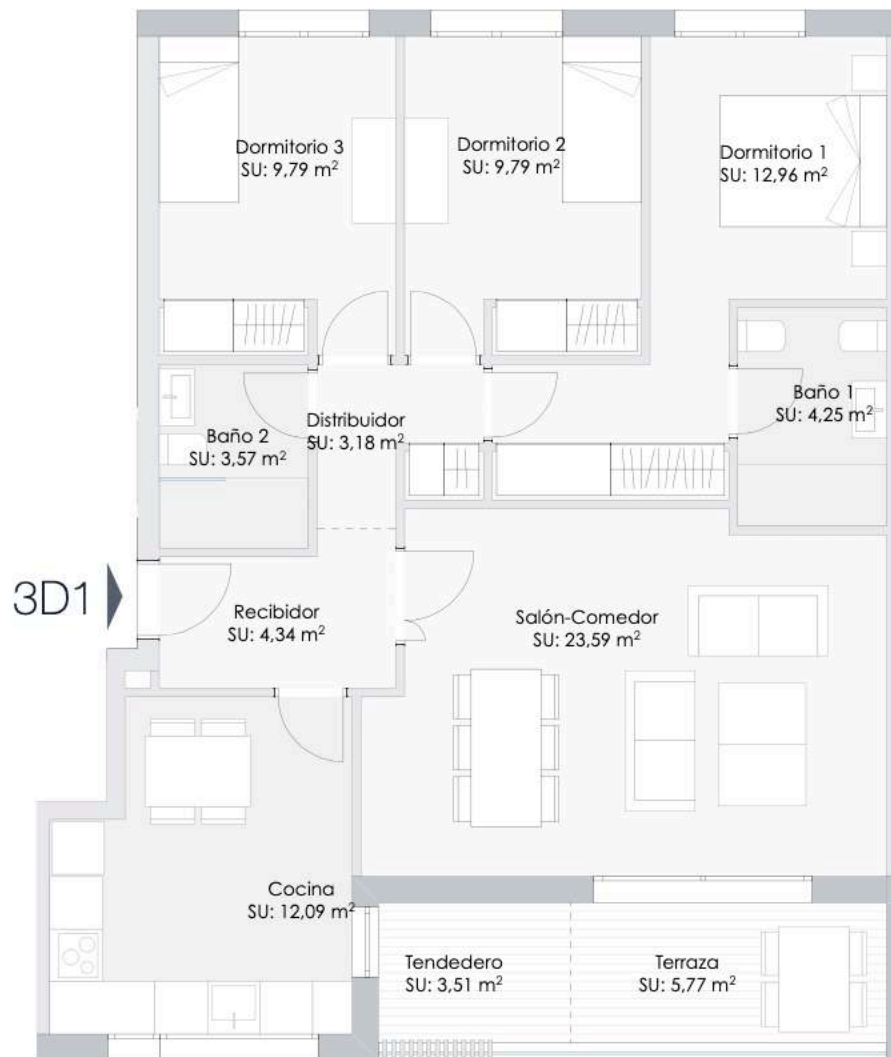 Dormitorio 3
SU: 9,79 m²
Dormitorio 2
SU: 9,79 m²
Dormitorio 1
SU: 12,96 m²
Distribuidor
SU: 3,18 m²
Baño 1
SU: 4,25 m²
Baño 2
SU: 3,57 m²
3D1
Recibidor
SU: 4,34 m²
Salón-Comedor
SU: 23,59 m²
Cocina
SU: 12,09 m²
Tendedero
SU: 3,51 m²
Terraza
SU: 5,77 m²